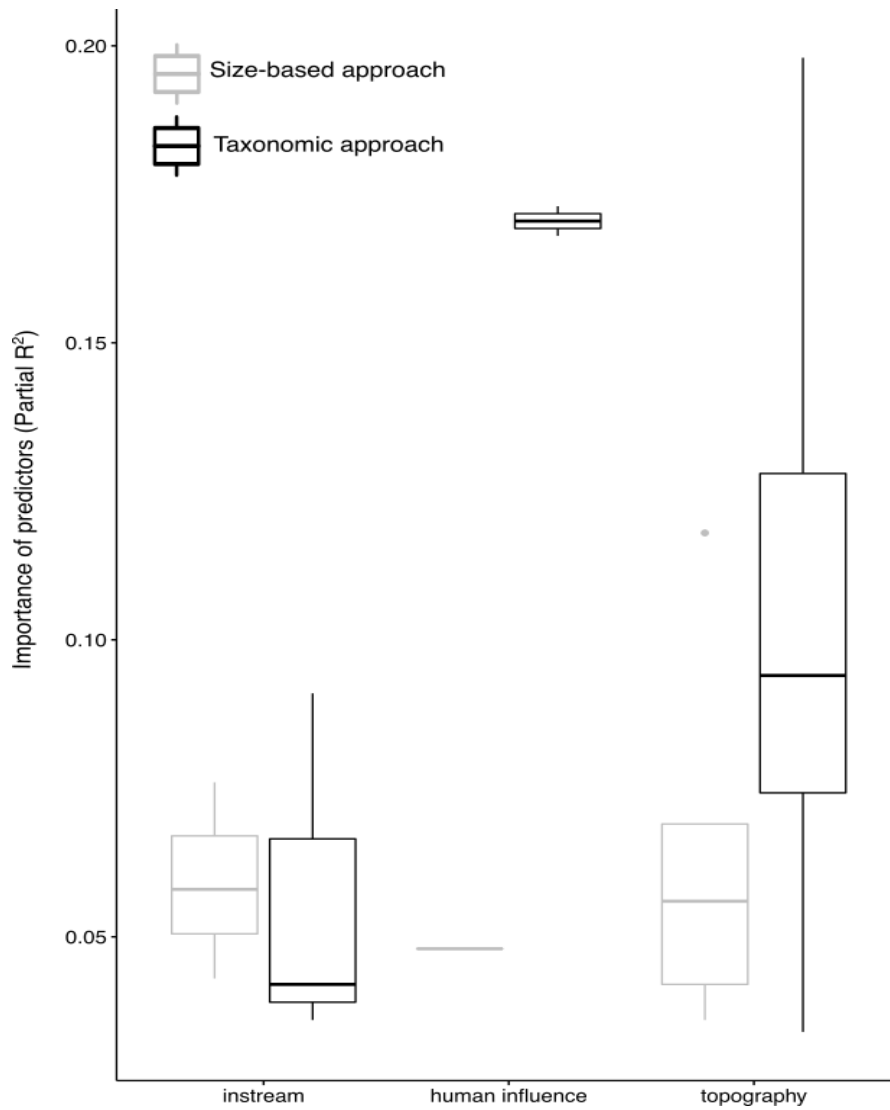 0.20
Size-based approach
Taxonomic approach
0.15
0.10
0.05
Importance of predictors (Partial R²)
instream human influence topography